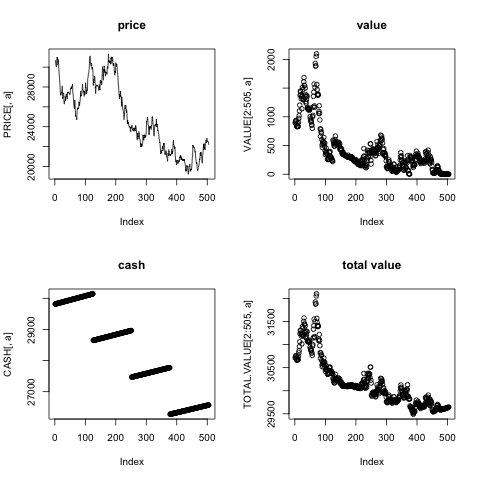 price
PRICE[, a]
20000 24000 28000
0 100 200 300 400 500
Index
value
VALUE[2:505, a]
0 500 1000 2000
0 100 200 300 400 500
Index
cash
CASH[, a]
27000 29000
0 100 200 300 400 500
Index
total value
TOTAL.VALUE[2:505, a]
29500 30500 31500
0 100 200 300 400 500
Index